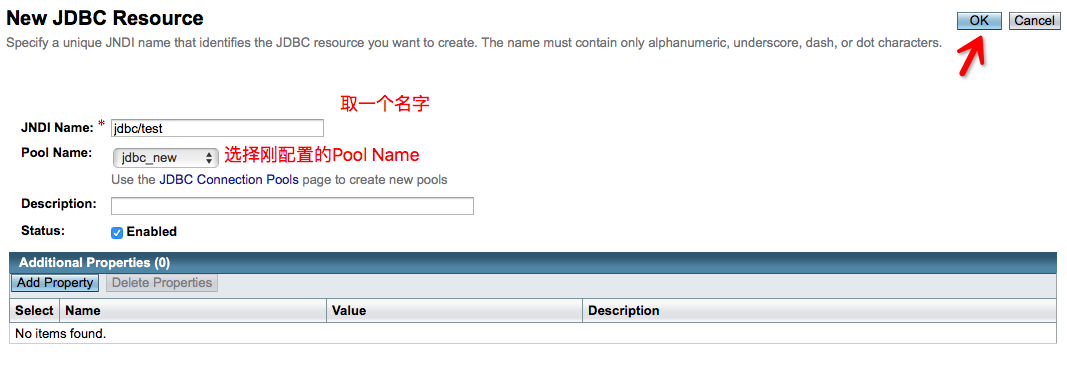 New JDBC Resource
OK Cancel
Specify a unique JNDI name that identifies the JDBC resource you want to create. The name must contain only alphanumeric, underscore, dash, or dot characters.
取一个名字
JNDI Name: * jdbc/test
Pool Name: jdbc_new 选择刚配置的Pool Name
Use the JDBC Connection Pools page to create new pools
Description:
Status: Enabled
Additional Properties (0)
Add Property Delete Properties
Select Name Value Description
No items found.